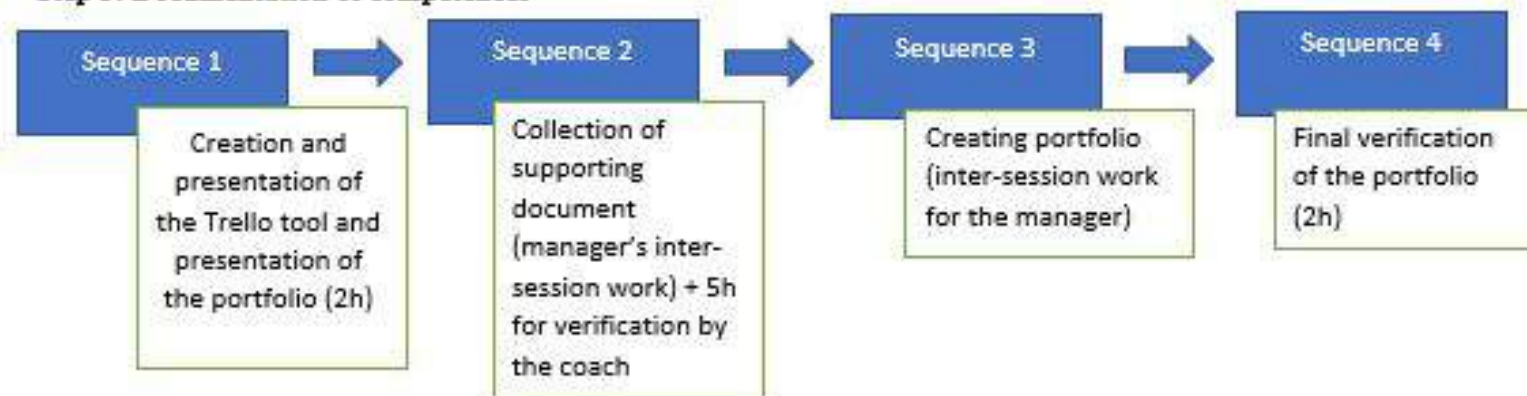 Sequence 1
Creation and
presentation of
the Trello tool and
presentation of
the portfolio (2h)
Sequence 2
Collection of
supporting
document
(manager's inter-
session work) + 5h
for verification by
the coach
Sequence 3
Creating portfolio
(inter-session work
for the manager)
Sequence 4
Final verification
of the portfolio
(2h)